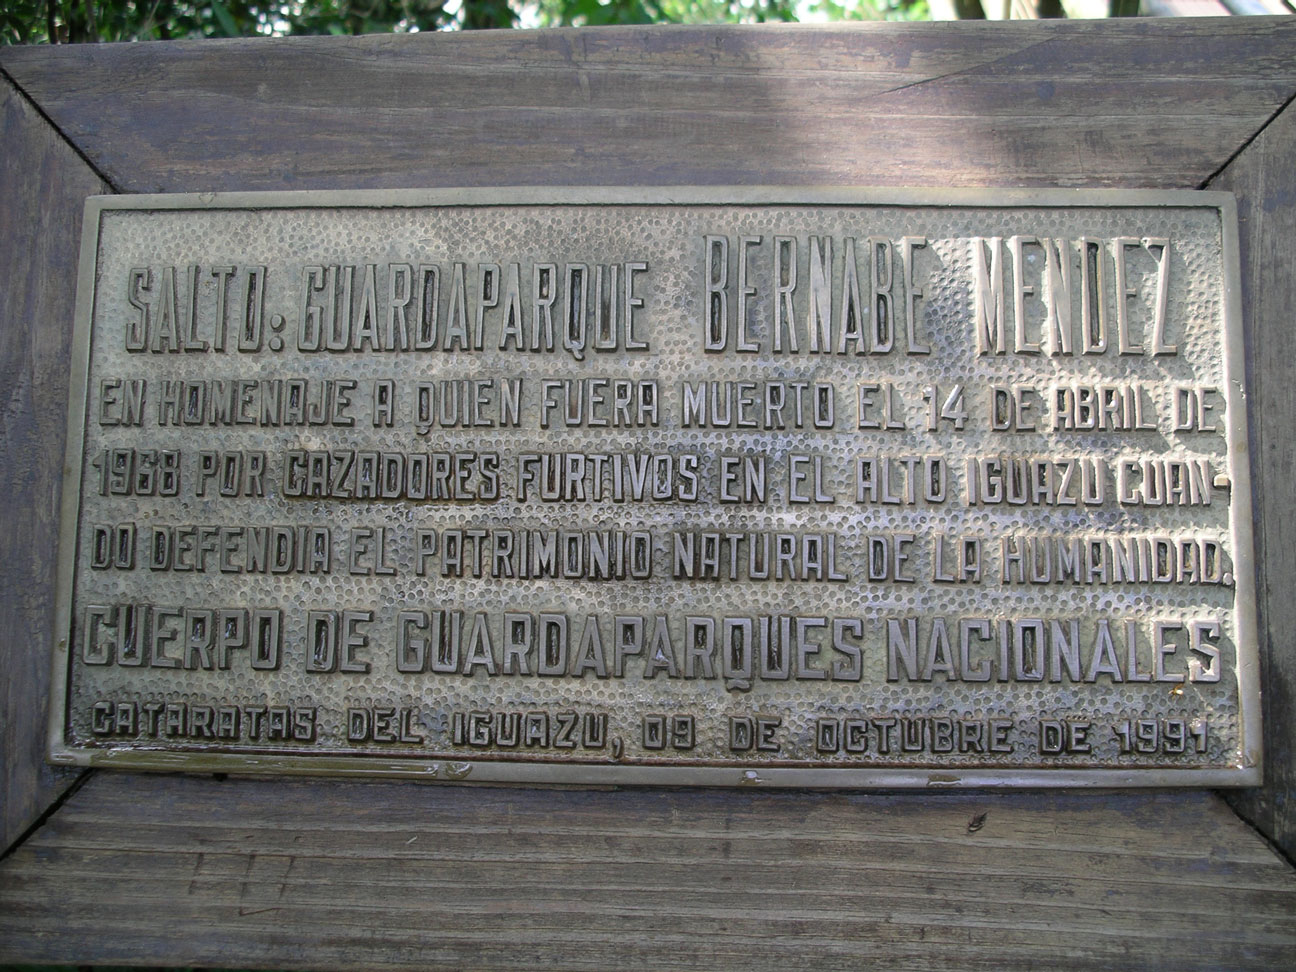 SALTO: GUARDAPARQUE BERNABE MENDEZ
EN HOMENAJE A QUIEN FUERA MUERTO EL 14 DE ABRIL DE
1968 POR CAZADORES FURTIVOS EN EL ALTO IGUAZU CUAN-
DO DEFENDIA EL PATRIMONIO NATURAL DE LA HUMANIDAD.
CUERPO DE GUARDAPARQUES NACIONALES
CATARATAS DEL IGUAZU, 09 DE OCTUBRE DE 1991